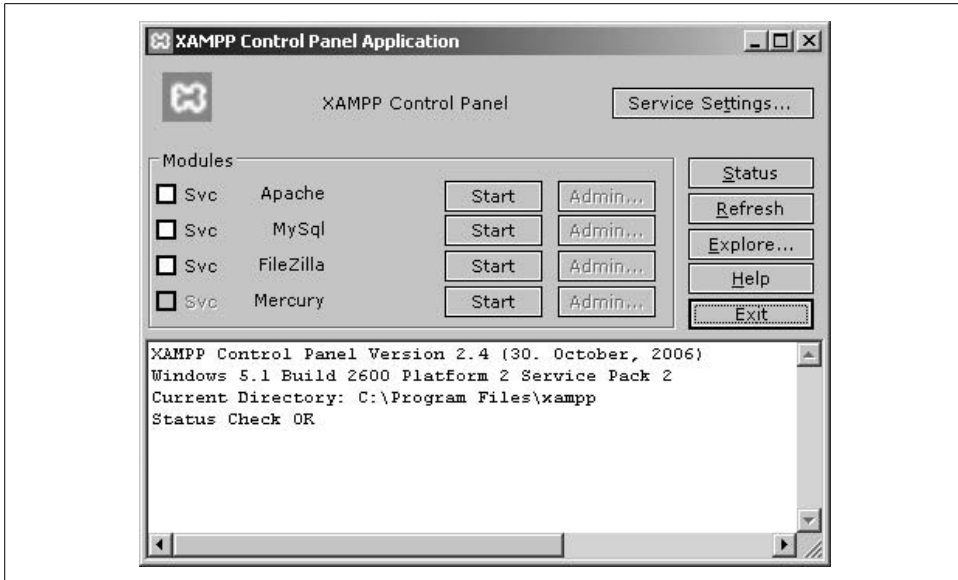 XAMPP Control Panel Application
XAMPP Control Panel
Service Settings...
Modules
Svc Apache Start Admin...
Svc MySql Start Admin...
Svc FileZilla Start Admin...
Svc Mercury Start Admin...
Status
Refresh
Explore...
Help
Exit
XAMPP Control Panel Version 2.4 (30. October, 2006)
Windows 5.1 Build 2600 Platform 2 Service Pack 2
Current Directory: C:\Program Files\xampp
Status Check OK